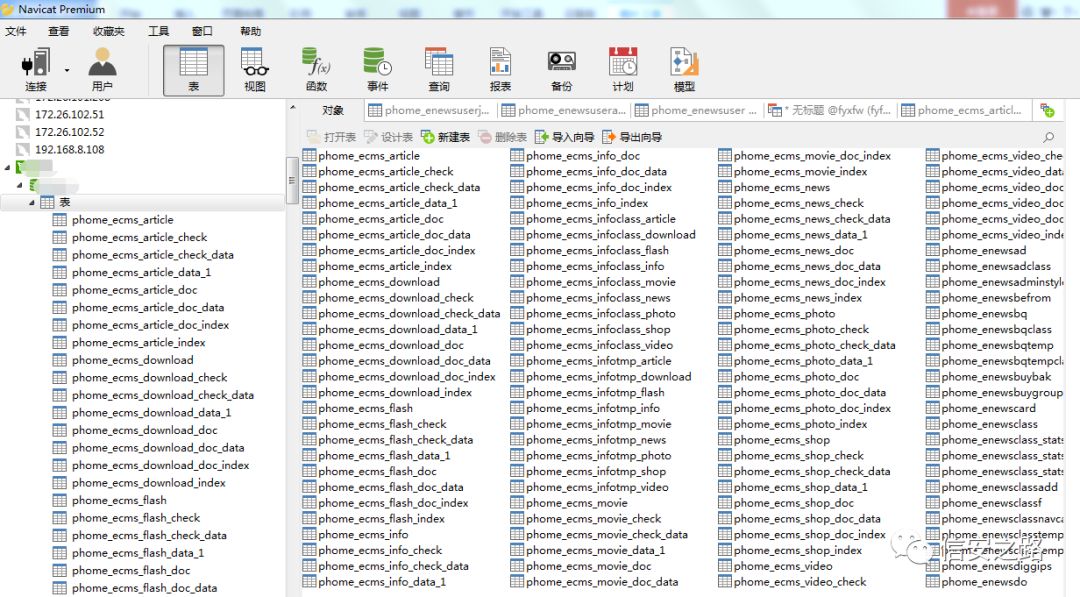 Navicat Premium
文件 查看 收藏夹 工具 窗口 帮助
连接 用户 表 视图 函数 事件 查询 报表 备份 计划 模型
f(x)
对象 phome_enewsuserj... phome_enewsusera... phome_enewsuser ... * 无标题 @fyxfw (fyf... phome_ecms_articl...
打开表 设计表 新建表 删除表 导入向导 导出向导
172.26.102.51
172.26.102.52
192.168.8.108
表
phome_ecms_article
phome_ecms_article_check
phome_ecms_article_check_data
phome_ecms_article_data_1
phome_ecms_article_doc
phome_ecms_article_doc_data
phome_ecms_article_doc_index
phome_ecms_article_index
phome_ecms_download
phome_ecms_download_check
phome_ecms_download_check_data
phome_ecms_download_data_1
phome_ecms_download_doc
phome_ecms_download_doc_data
phome_ecms_download_doc_index
phome_ecms_download_index
phome_ecms_flash
phome_ecms_flash_check
phome_ecms_flash_check_data
phome_ecms_flash_data_1
phome_ecms_flash_doc
phome_ecms_flash_doc_data
phome_ecms_article
phome_ecms_article_check
phome_ecms_article_check_data
phome_ecms_article_data_1
phome_ecms_article_doc
phome_ecms_article_doc_data
phome_ecms_article_doc_index
phome_ecms_article_index
phome_ecms_download
phome_ecms_download_check
phome_ecms_download_check_data
phome_ecms_download_data_1
phome_ecms_download_doc
phome_ecms_download_doc_data
phome_ecms_download_doc_index
phome_ecms_download_index
phome_ecms_flash
phome_ecms_flash_check
phome_ecms_flash_check_data
phome_ecms_flash_data_1
phome_ecms_flash_doc
phome_ecms_flash_doc_data
phome_ecms_flash_doc_index
phome_ecms_flash_index
phome_ecms_info
phome_ecms_info_check
phome_ecms_info_check_data
phome_ecms_info_data_1
phome_ecms_info_doc
phome_ecms_info_doc_data
phome_ecms_info_doc_index
phome_ecms_info_index
phome_ecms_infoclass_article
phome_ecms_infoclass_download
phome_ecms_infoclass_flash
phome_ecms_infoclass_info
phome_ecms_infoclass_movie
phome_ecms_infoclass_news
phome_ecms_infoclass_photo
phome_ecms_infoclass_shop
phome_ecms_infoclass_video
phome_ecms_infotmp_article
phome_ecms_infotmp_download
phome_ecms_infotmp_flash
phome_ecms_infotmp_info
phome_ecms_infotmp_movie
phome_ecms_infotmp_news
phome_ecms_infotmp_photo
phome_ecms_infotmp_shop
phome_ecms_infotmp_video
phome_ecms_movie
phome_ecms_movie_check
phome_ecms_movie_check_data
phome_ecms_movie_data_1
phome_ecms_movie_doc
phome_ecms_movie_doc_data
phome_ecms_movie_doc_index
phome_ecms_movie_index
phome_ecms_news
phome_ecms_news_check
phome_ecms_news_check_data
phome_ecms_news_data_1
phome_ecms_news_doc
phome_ecms_news_doc_data
phome_ecms_news_doc_index
phome_ecms_news_index
phome_ecms_photo
phome_ecms_photo_check
phome_ecms_photo_check_data
phome_ecms_photo_data_1
phome_ecms_photo_doc
phome_ecms_photo_doc_data
phome_ecms_photo_doc_index
phome_ecms_photo_index
phome_ecms_shop
phome_ecms_shop_check
phome_ecms_shop_check_data
phome_ecms_shop_data_1
phome_ecms_shop_doc
phome_ecms_shop_doc_data
phome_ecms_shop_doc_index
phome_ecms_shop_index
phome_ecms_video
phome_ecms_video_check
phome_ecms_video_che
phome_ecms_video_data
phome_ecms_video_doc
phome_ecms_video_doc
phome_ecms_video_doc
phome_ecms_video_inde
phome_enewsad
phome_enewsadclass
phome_enewsadminstyle
phome_enewsbefrom
phome_enewsbq
phome_enewsbqclass
phome_enewsbqtemp
phome_enewsbqtempcla
phome_enewsbuybak
phome_enewsbuygroup
phome_enewscard
phome_enewsclass
phome_enewsclass_stats
phome_enewsclass_stats
phome_enewsclassadd
phome_enewsclassf
phome_enewsclassnavca
phome_enewsclasstemp
phome_enewsdiggips
phome_enewsdo
信安之路